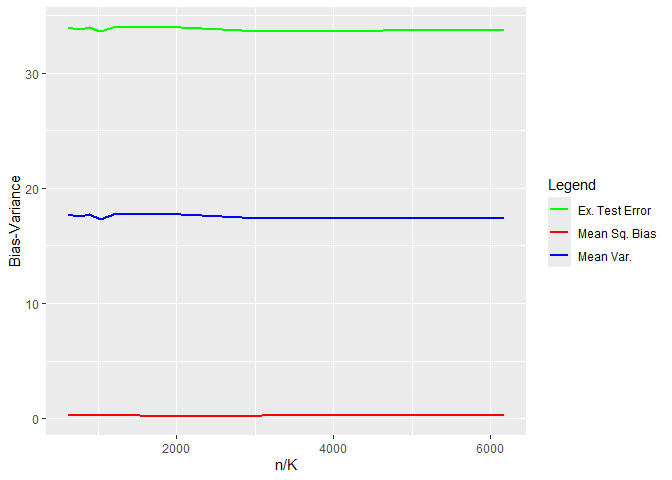 30
20
10
0
Bias-Variance
2000
4000
6000
n/K
Legend
Ex. Test Error
Mean Sq. Bias
Mean Var.